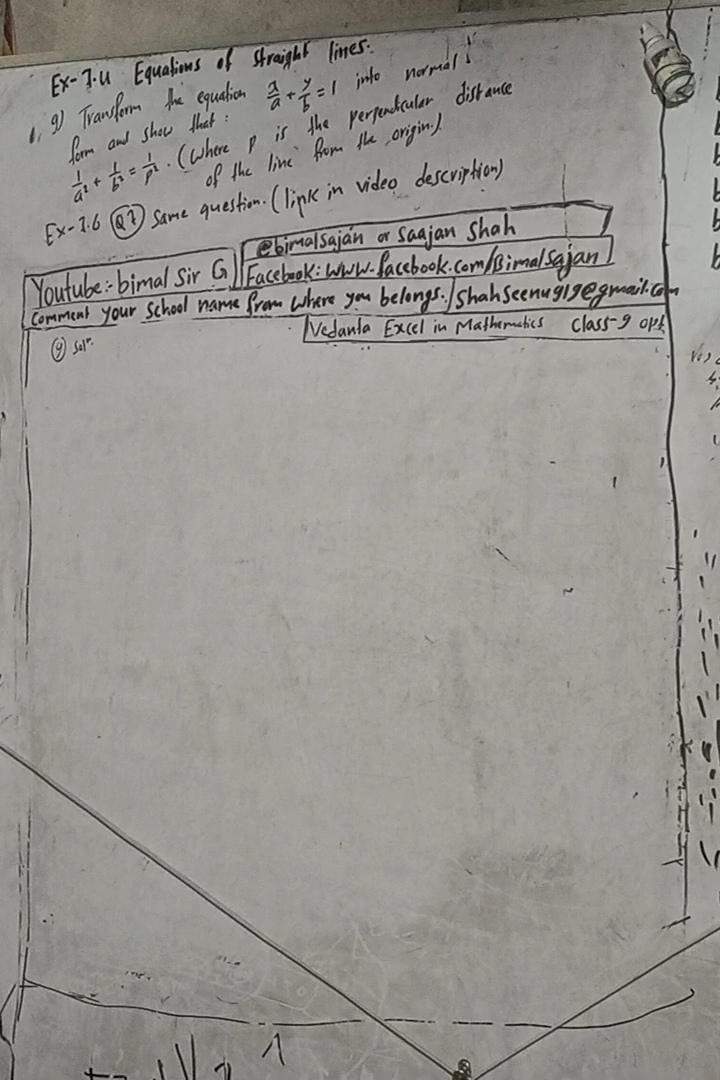 Ex-7.4 Equations of straight lines.
1. 9) Transform the equation x/a + y/b = 1 into normal
form and show that:
1/a² + 1/b² = 1/p². (Where p is the perpendicular distance
of the line from the origin.)
Ex-7.6 Q7) Same question. (link in video description)
@bimalsajan or Saajan Shah
Youtube:- bimal Sir G
Facebook: www.facebook.com/Bimalsajan
Comment your School name from where you belongs.
Shahseenu919@gmail.com
Vedanta Excel in Mathematics Class-9 opt
9) Solⁿ.